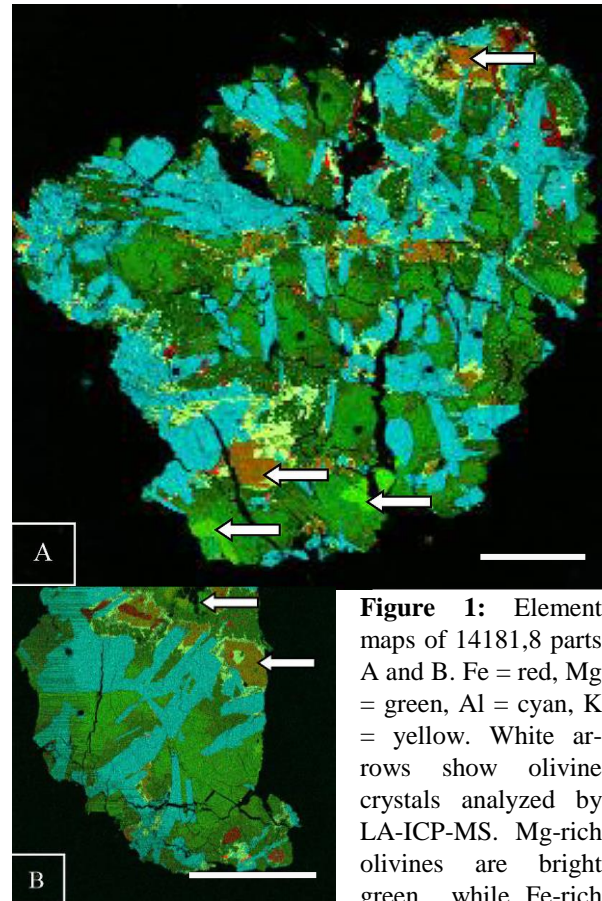 A
B
Figure 1: Element
maps of 14181,8 parts
A and B. Fe = red, Mg
= green, Al = cyan, K
= yellow. White ar-
rows show olivine
crystals analyzed by
LA-ICP-MS. Mg-rich
olivines are bright
green, while Fe-rich